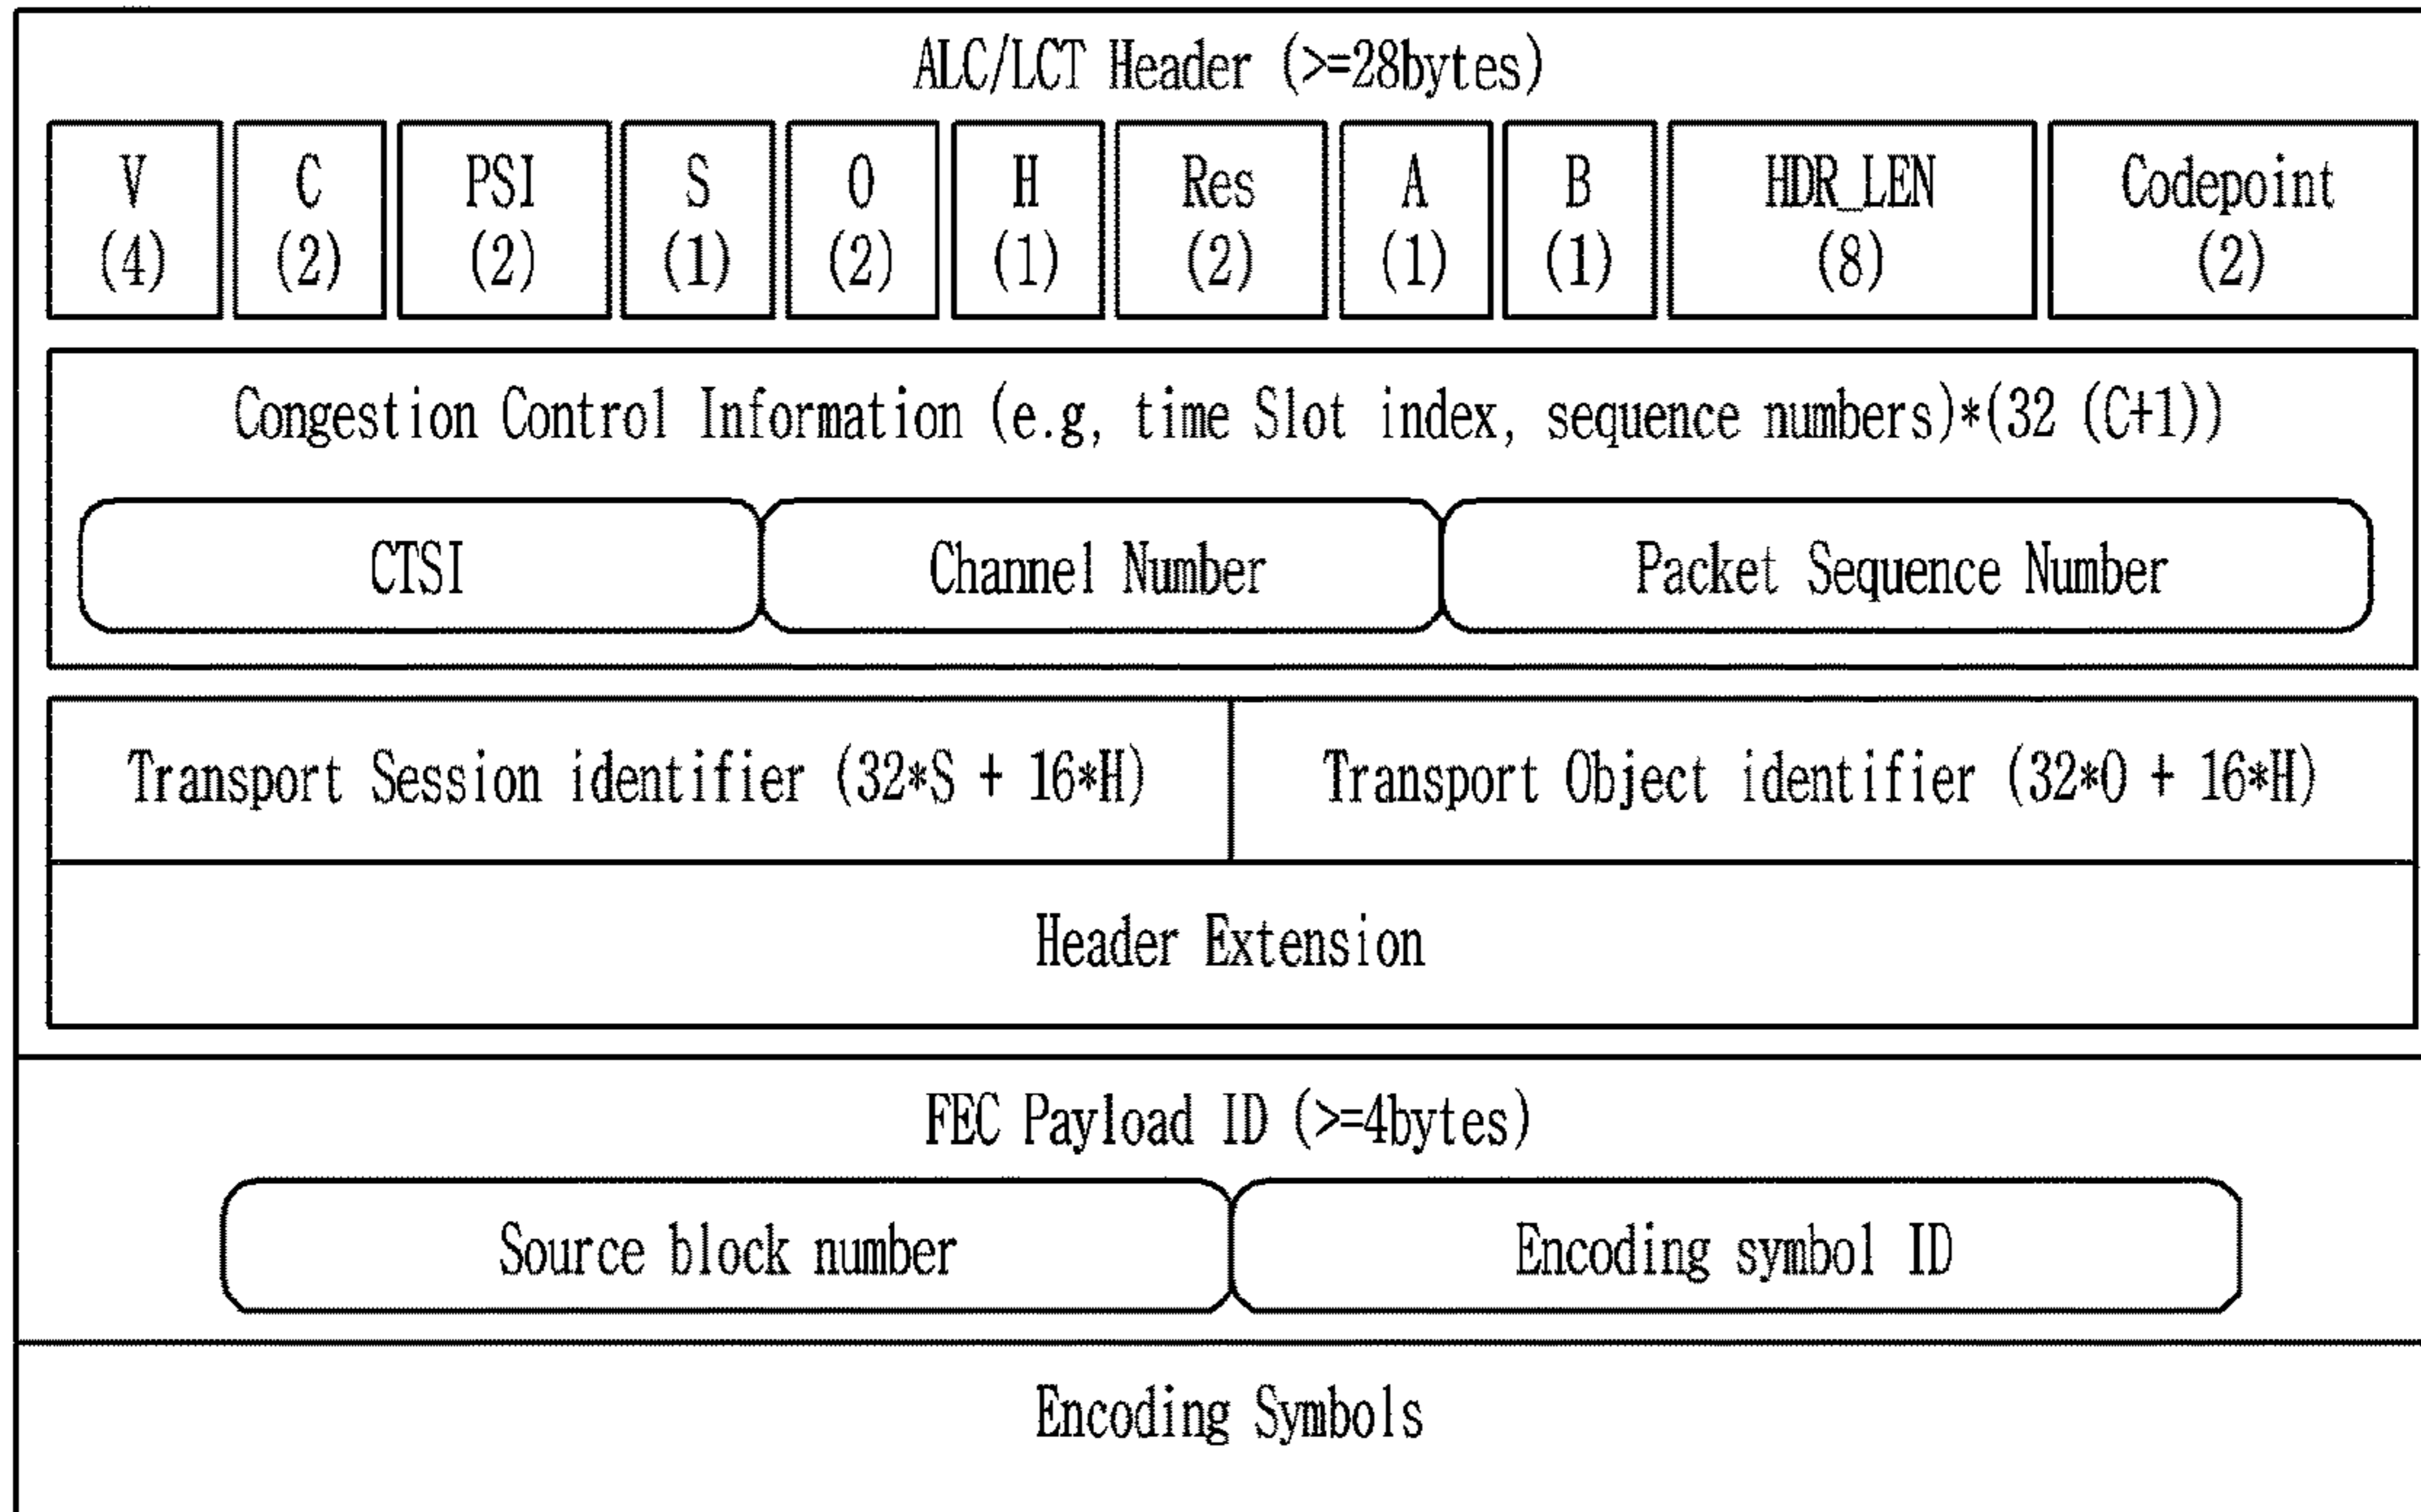 ALC/LCT Header (>=28bytes)
V C PSI S O H Res A B HDR_LEN Codepoint
(4) (2) (2) (1) (2) (1) (2) (1) (1) (8) (2)
Congestion Control Information (e.g, time Slot index, sequence numbers)*(32 (C+1))
CTSI Channel Number Packet Sequence Number
Transport Session identifier (32*S + 16*H) Transport Object identifier (32*O + 16*H)
Header Extension
FEC Payload ID (>=4bytes)
Source block number Encoding symbol ID
Encoding Symbols